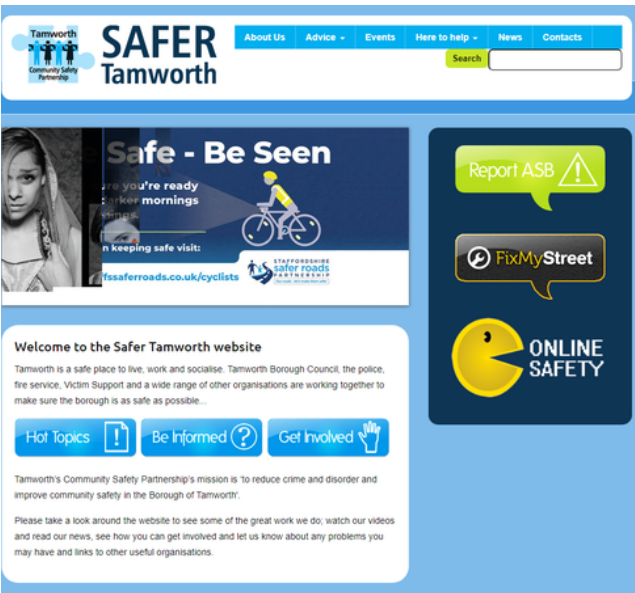 Tamworth
Community Safety
Partnership
SAFER
Tamworth
About Us Advice Events Here to help News Contacts
Search
Safe - Be Seen
you're ready
mornings
keeping safe visit:
fssaferroads.co.uk/cyclists
STAFFORDSHIRE
safer roads
PARTNERSHIP
Report ASB
FixMyStreet
ONLINE
SAFETY
Welcome to the Safer Tamworth website
Tamworth is a safe place to live, work and socialise. Tamworth Borough Council, the police,
fire service, Victim Support and a wide range of other organisations are working together to
make sure the borough is as safe as possible...
Hot Topics Be Informed Get Involved
Tamworth's Community Safety Partnership's mission is 'to reduce crime and disorder and
improve community safety in the Borough of Tamworth'.
Please take a look around the website to see some of the great work we do; watch our videos
and read our news, see how you can get involved and let us know about any problems you
may have and links to other useful organisations.